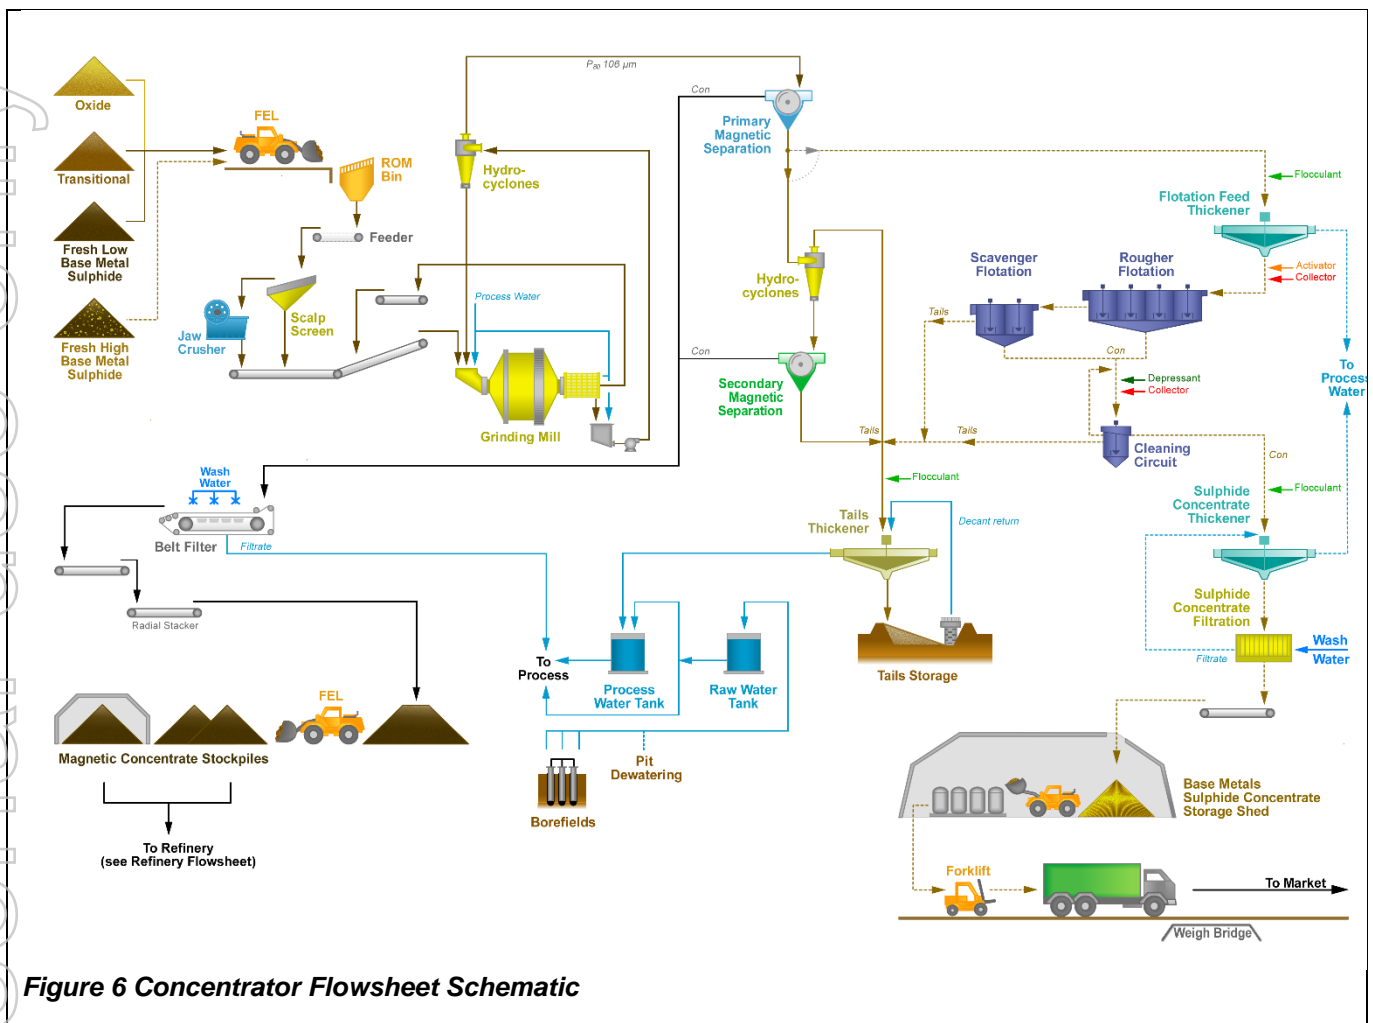 P80 106 µm
Con
Oxide
FEL
Primary
Magnetic
Separation
ROM
Bin
Hydro-
cyclones
Transitional
Flocculant
Flotation Feed
Thickener
Feeder
Fresh Low
Base Metal
Sulphide
Scavenger
Flotation
Rougher
Flotation
Activator
Collector
Hydro-
cyclones
Process Water
Scalp
Screen
Jaw
Crusher
Tails
Fresh High
Base Metal
Sulphide
Con
Con
To
Process
Water
Depressant
Collector
Secondary
Magnetic
Separation
Grinding Mill
Tails
Tails
Cleaning
Circuit
Con
Wash
Water
Flocculant
Flocculant
Sulphide
Concentrate
Thickener
Tails
Thickener
Decant return
Belt Filter
Filtrate
Sulphide
Concentrate
Filtration
Radial Stacker
Wash
Water
Filtrate
To
Process
Tails Storage
Process
Water Tank
Raw Water
Tank
FEL
Magnetic Concentrate Stockpiles
Pit
Dewatering
Borefields
Base Metals
Sulphide Concentrate
Storage Shed
To Refinery
(see Refinery Flowsheet)
Forklift
To Market
Weigh Bridge
Figure 6 Concentrator Flowsheet Schematic